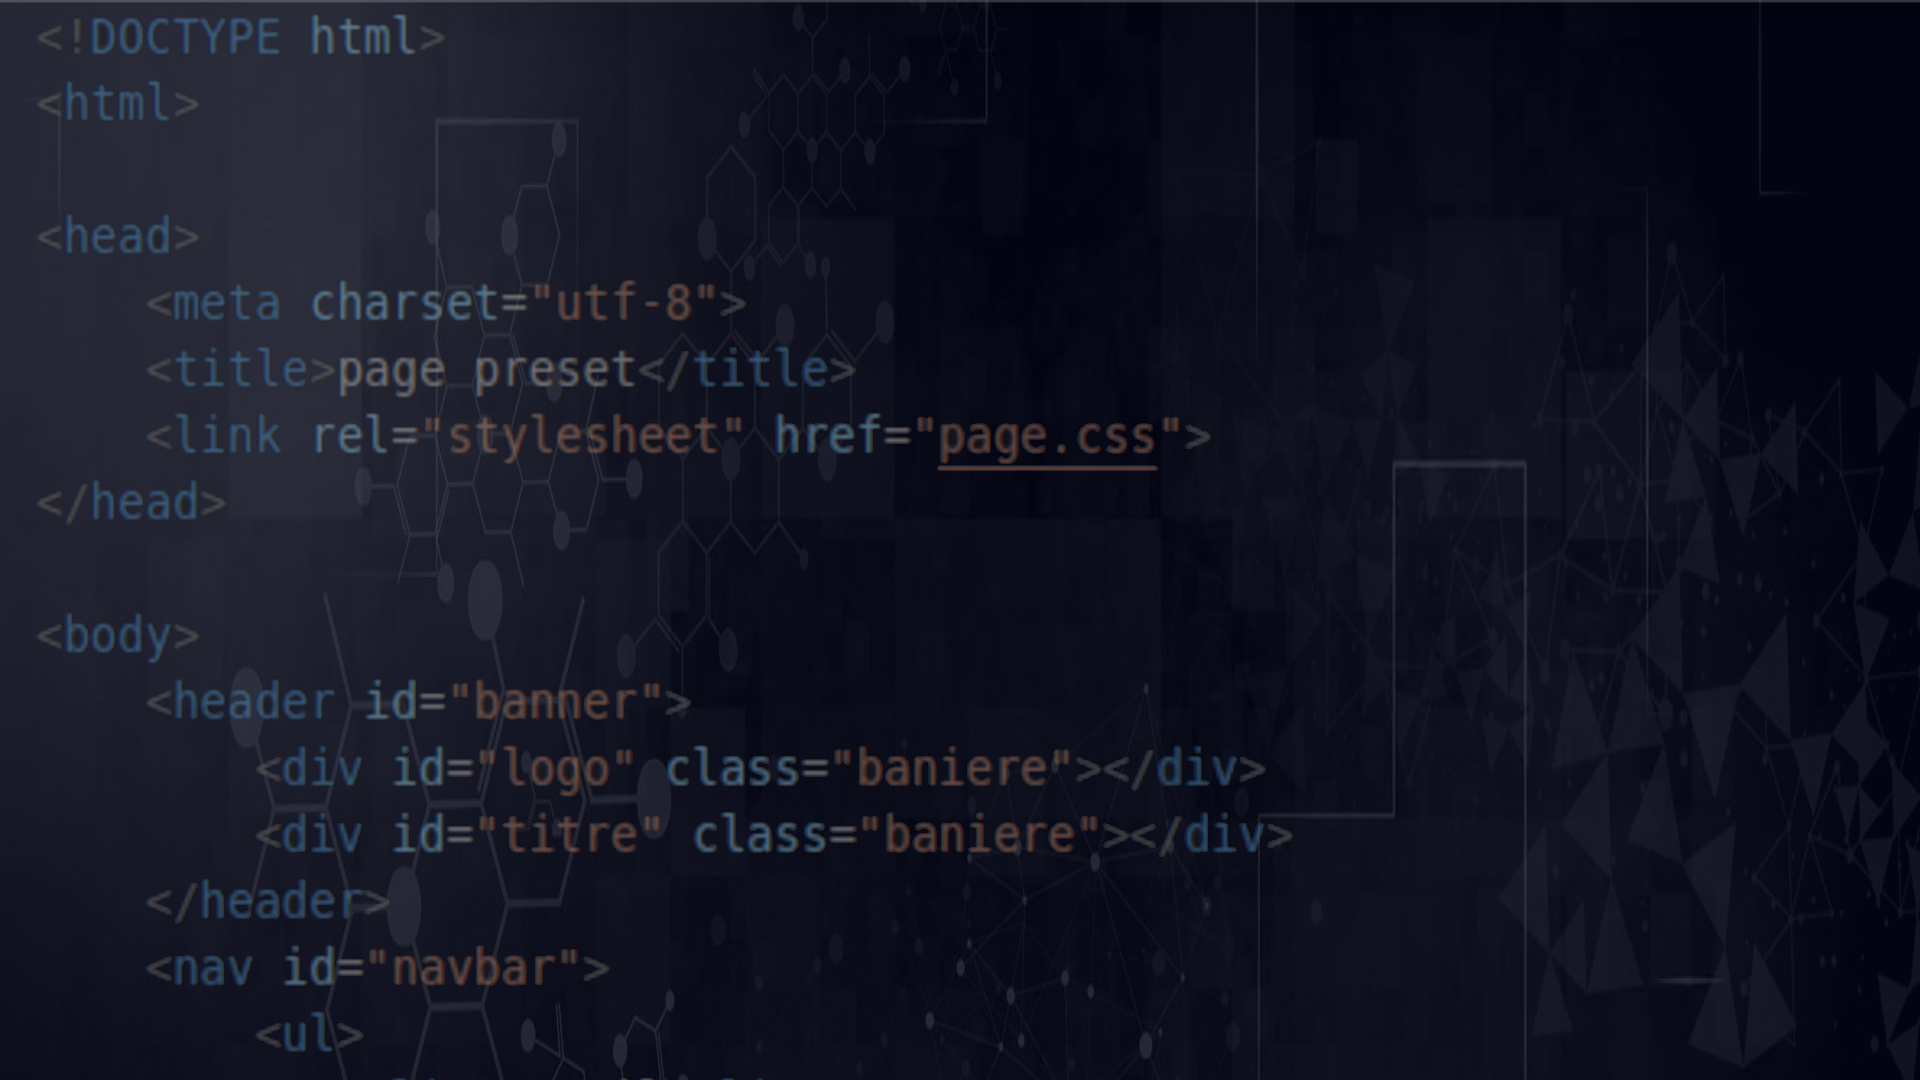 <!DOCTYPE html>
<html>
<head>
<meta charset="utf-8">
<title>page preset</title>
<link rel="stylesheet" href="page.css">
</head>
<body>
<header id="banner">
<div id="logo" class="baniere"></div>
<div id="titre" class="baniere"></div>
</header>
<nav id="navbar">
<ul>